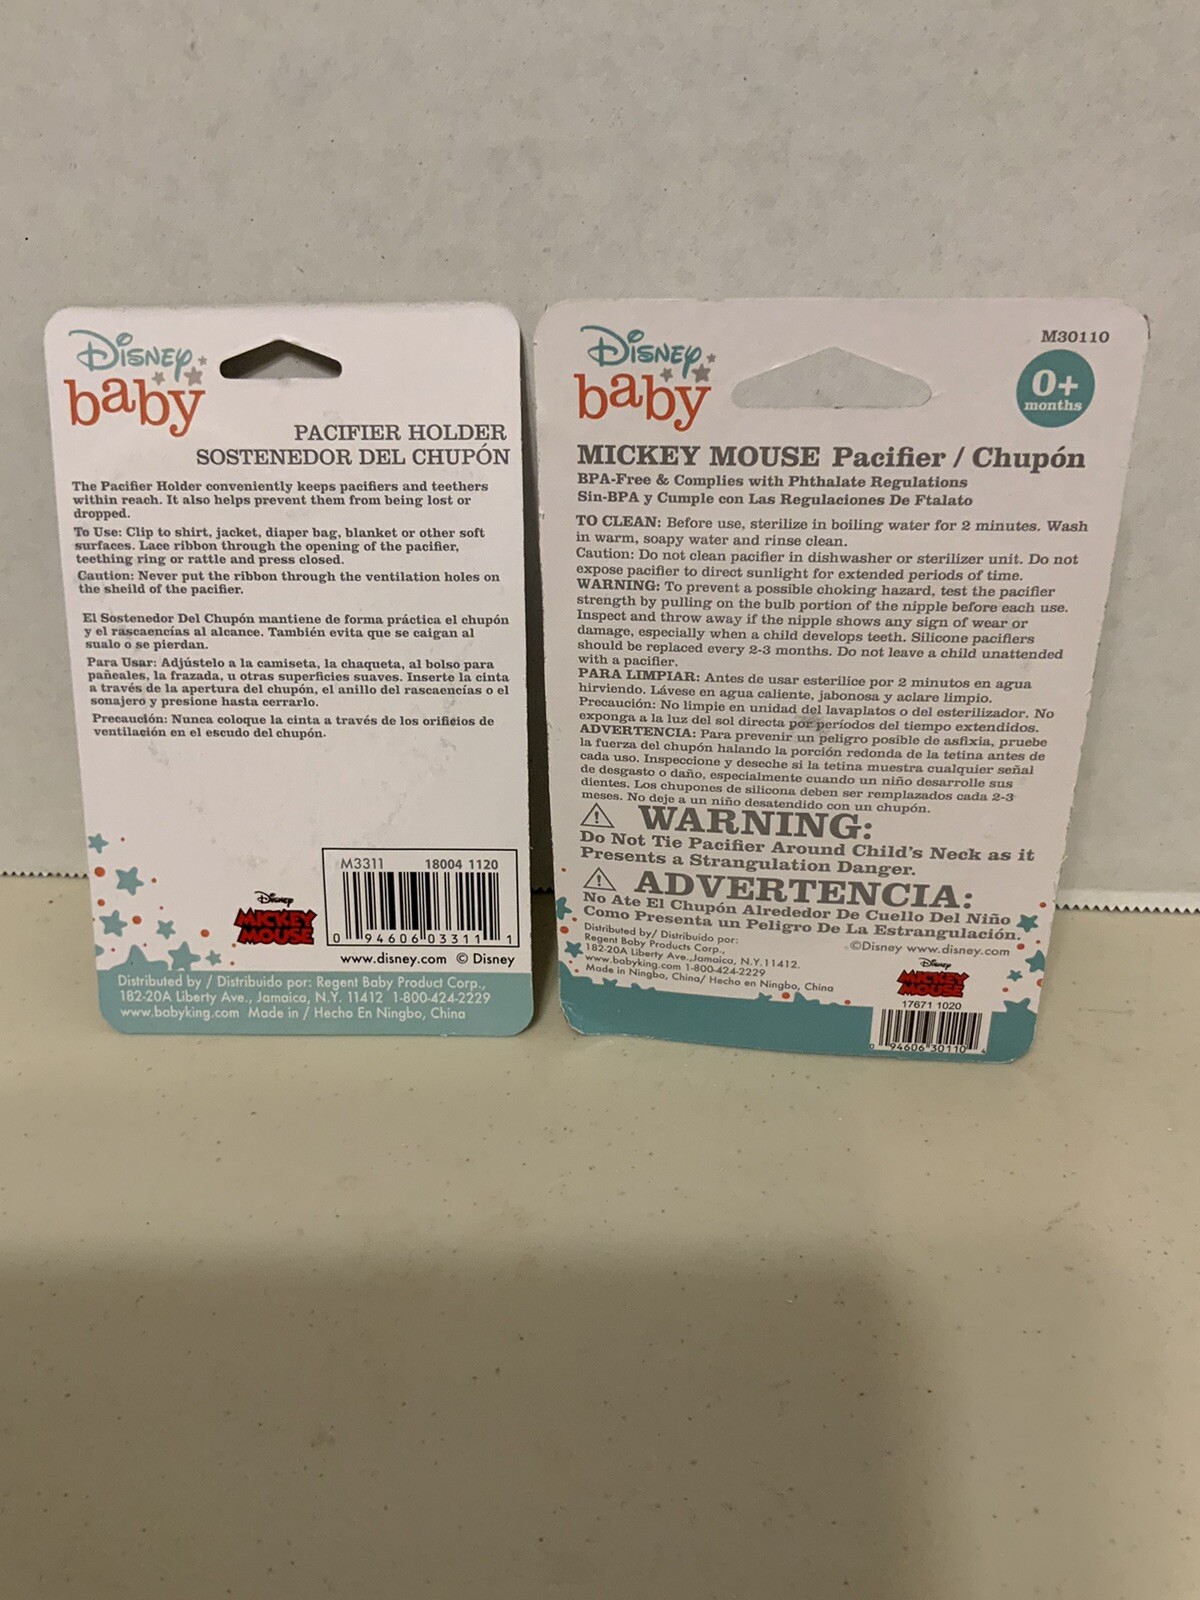 Disney
baby
PACIFIER HOLDER
SOSTENEDOR DEL CHUPÓN
The Pacifier Holder conveniently keeps pacifiers and teethers
within reach. It also helps prevent them from being lost or
dropped.
To Use: Clip to shirt, jacket, diaper bag, blanket or other soft
surfaces. Lace ribbon through the opening of the pacifier,
teething ring or rattle and press closed.
Caution: Never put the ribbon through the ventilation holes on
the sheild of the pacifier.
El Sostenedor Del Chupón mantiene de forma práctica el chupón
y el rascaencías al alcance. También evita que se caigan al
sualo o se pierdan.
Para Usar: Adjústelo a la camiseta, la chaqueta, al bolso para
pañeales, la frazada, u otras superficies suaves. Inserte la cinta
a través de la apertura del chupón, el anillo del rascaencías o el
sonajero y presione hasta cerrarlo.
Precaución: Nunca coloque la cinta a través de los orificios de
ventilación en el escudo del chupón.
Disney
MICKEY
MOUSE
M3311 18004 1120
0 94606 03311 1
www.disney.com © Disney
Distributed by / Distribuido por: Regent Baby Product Corp.,
182-20A Liberty Ave., Jamaica, N.Y. 11412 1-800-424-2229
www.babyking.com Made in / Hecho En Ningbo, China
Disney
baby
M30110
0+
months
MICKEY MOUSE Pacifier / Chupón
BPA-Free & Complies with Phthalate Regulations
Sin-BPA y Cumple con Las Regulaciones De Ftalato
TO CLEAN: Before use, sterilize in boiling water for 2 minutes. Wash
in warm, soapy water and rinse clean.
Caution: Do not clean pacifier in dishwasher or sterilizer unit. Do not
expose pacifier to direct sunlight for extended periods of time.
WARNING: To prevent a possible choking hazard, test the pacifier
strength by pulling on the bulb portion of the nipple before each use.
Inspect and throw away if the nipple shows any sign of wear or
damage, especially when a child develops teeth. Silicone pacifiers
should be replaced every 2-3 months. Do not leave a child unattended
with a pacifier.
PARA LIMPIAR: Antes de usar esterilice por 2 minutos en agua
hirviendo. Lávese en agua caliente, jabonosa y aclare limpio.
Precaución: No limpie en unidad del lavaplatos o del esterilizador. No
exponga a la luz del sol directa por períodos del tiempo extendidos.
ADVERTENCIA: Para prevenir un peligro posible de asfixia, pruebe
la fuerza del chupón halando la porción redonda de la tetina antes de
cada uso. Inspeccione y deseche si la tetina muestra cualquier señal
de desgasto o daño, especialmente cuando un niño desarrolle sus
dientes. Los chupones de silicona deben ser remplazados cada 2-3
meses. No deje a un niño desatendido con un chupón.
WARNING:
Do Not Tie Pacifier Around Child's Neck as it
Presents a Strangulation Danger.
ADVERTENCIA:
No Ate El Chupón Alrededor De Cuello Del Niño
Como Presenta un Peligro De La Estrangulación.
Distributed by/ Distribuido por:
Regent Baby Products Corp.,
182-20A Liberty Ave.,Jamaica, N.Y.11412.
www.babyking.com 1-800-424-2229
Made in Ningbo, China/ Hecho en Ningbo, China
©Disney www.disney.com
Disney
MICKEY
MOUSE
17671 1020
0 94606 30110 4